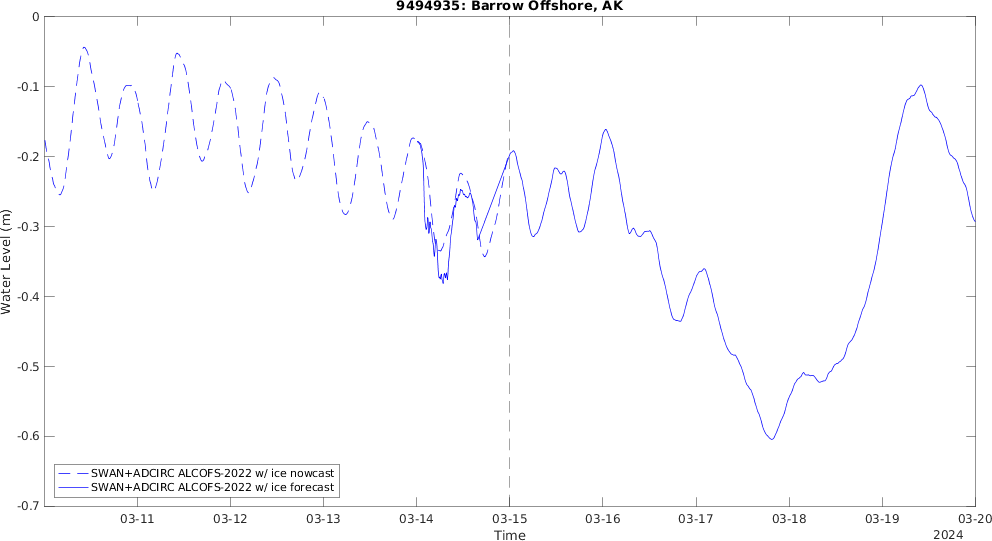 9494935: Barrow Offshore, AK
0
-0.1
-0.2
-0.3
-0.4
-0.5
-0.6
-0.7
Water Level (m)
SWAN+ADCIRC ALCOFS-2022 w/ ice nowcast
SWAN+ADCIRC ALCOFS-2022 w/ ice forecast
03-11 03-12 03-13 03-14 03-15 03-16 03-17 03-18 03-19 03-20
Time
2024